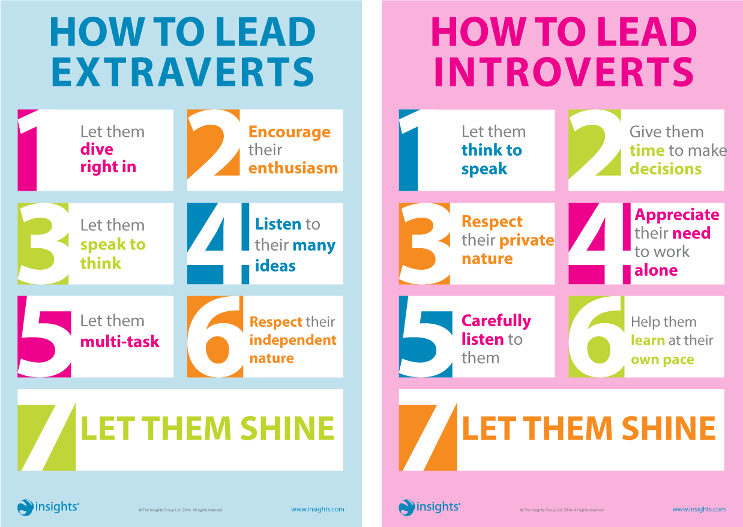 HOW TO LEAD
EXTRAVERTS
1
Let them
dive
right in
2
Encourage
their
enthusiasm
3
Let them
speak to
think
4
Listen to
their many
ideas
5
Let them
multi-task
6
Respect their
independent
nature
7
LET THEM SHINE
insights®
© The Insights Group Ltd, 2014. All rights reserved.
www.insights.com
HOW TO LEAD
INTROVERTS
1
Let them
think to
speak
2
Give them
time to make
decisions
3
Respect
their private
nature
4
Appreciate
their need
to work
alone
5
Carefully
listen to
them
6
Help them
learn at their
own pace
7
LET THEM SHINE
insights®
© The Insights Group Ltd, 2014. All rights reserved.
www.insights.com